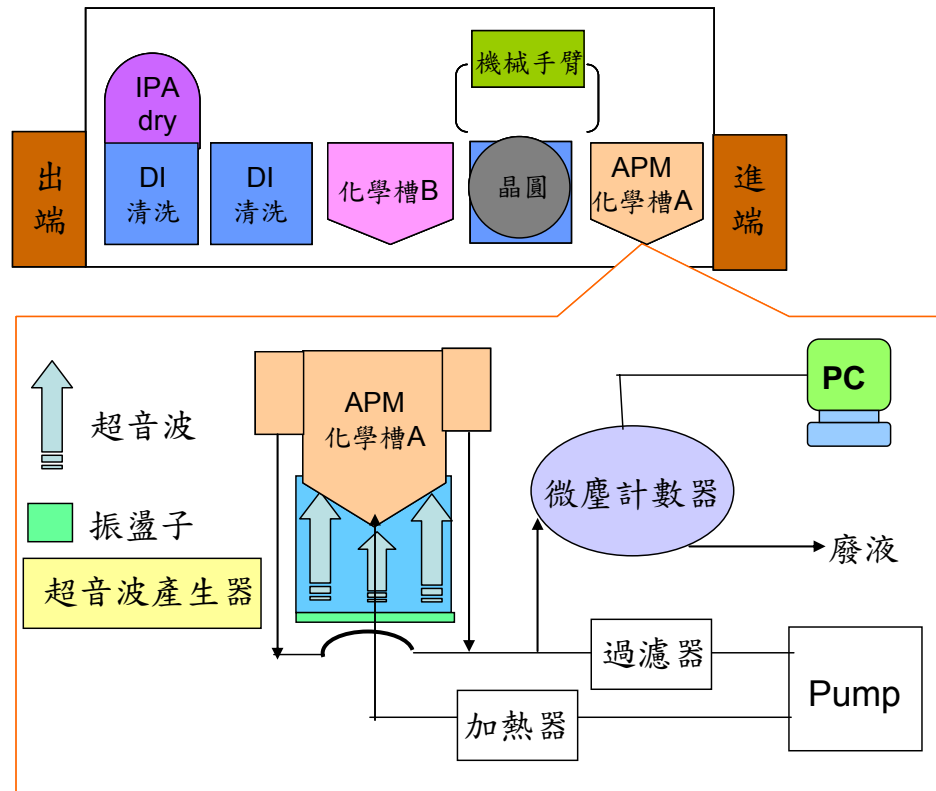 機械手臂
IPA
dry
出
端
DI
清洗
DI
清洗
化學槽B
晶圓
APM
化學槽A
進
端
超音波
振盪子
超音波產生器
APM
化學槽A
PC
微塵計數器
廢液
過濾器
加熱器
Pump